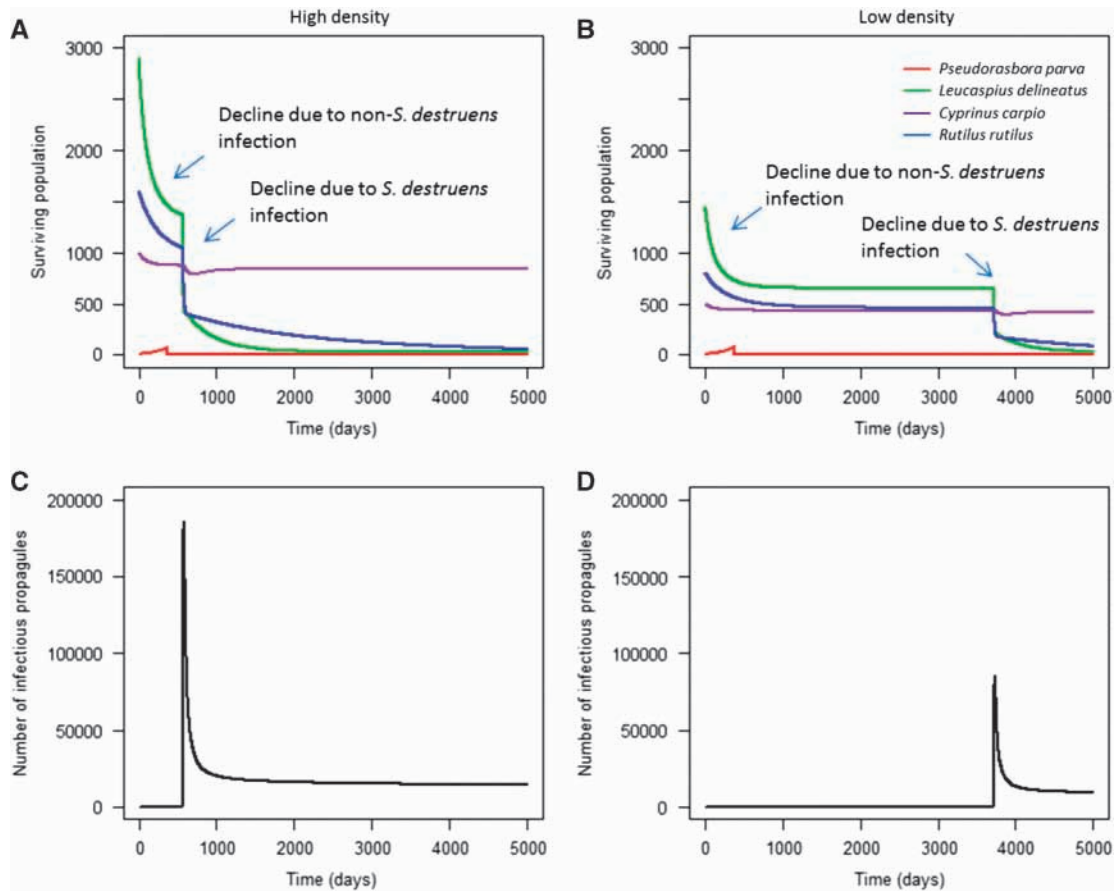 A
High density
3000
2000
1000
500
0
Surviving population
Decline due to non-S. destruens
infection
Decline due to S. destruens
infection
0 1000 2000 3000 4000 5000
Time (days)
B
Low density
3000
2000
1000
500
0
Surviving population
Pseudorasbora parva
Leucaspius delineatus
Cyprinus carpio
Rutilus rutilus
Decline due to non-S. destruens
infection
Decline due to S. destruens
infection
0 1000 2000 3000 4000 5000
Time (days)
C
200000
150000
100000
50000
0
Number of infectious propagules
0 1000 2000 3000 4000 5000
Time (days)
D
200000
150000
100000
50000
0
Number of infectious propagules
0 1000 2000 3000 4000 5000
Time (days)